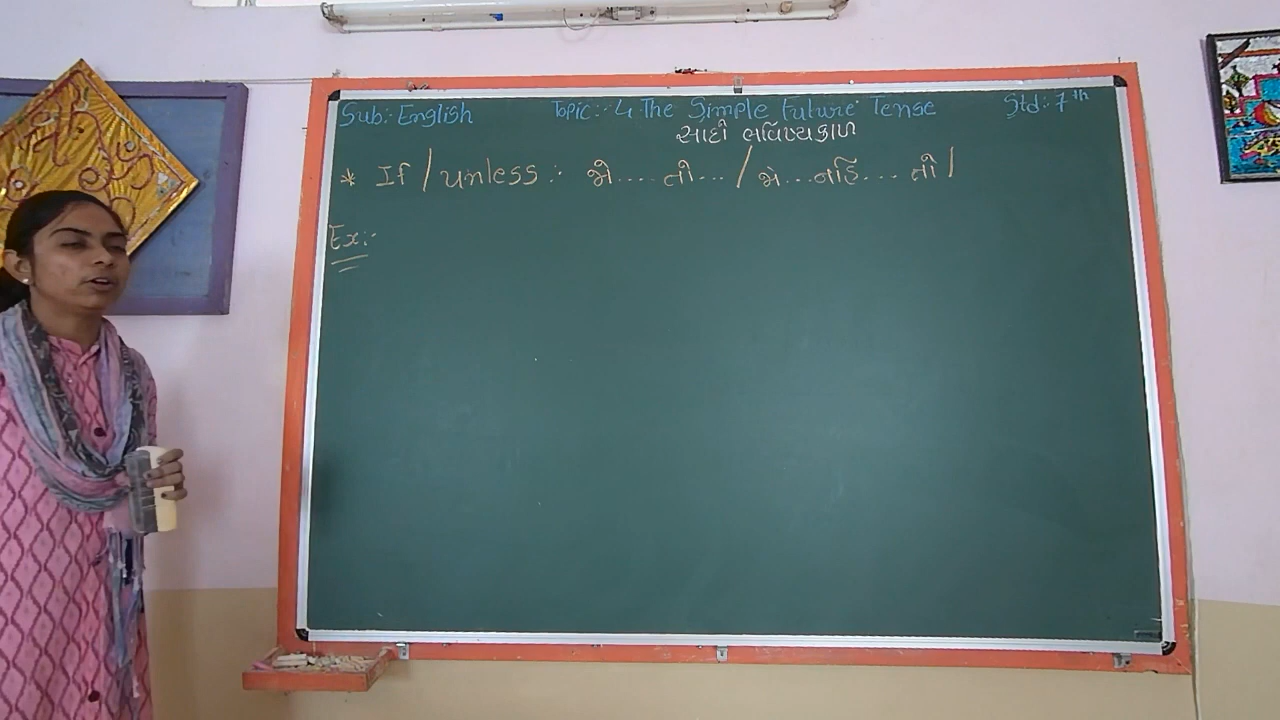 Sub:- English Topic:- 4 The Simple Future Tense Std:- 7th
સાદો ભવિષ્યકાળ
* If / unless :- જો.... તો... / જો...નહિ... તો /
Ex:-